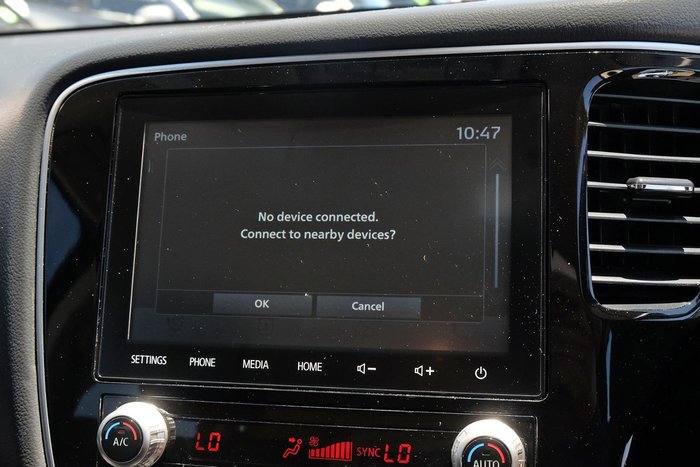 Phone 10:47
No device connected.
Connect to nearby devices?
OK Cancel
SETTINGS PHONE MEDIA HOME - +
A/C LO SYNC LO AUTO